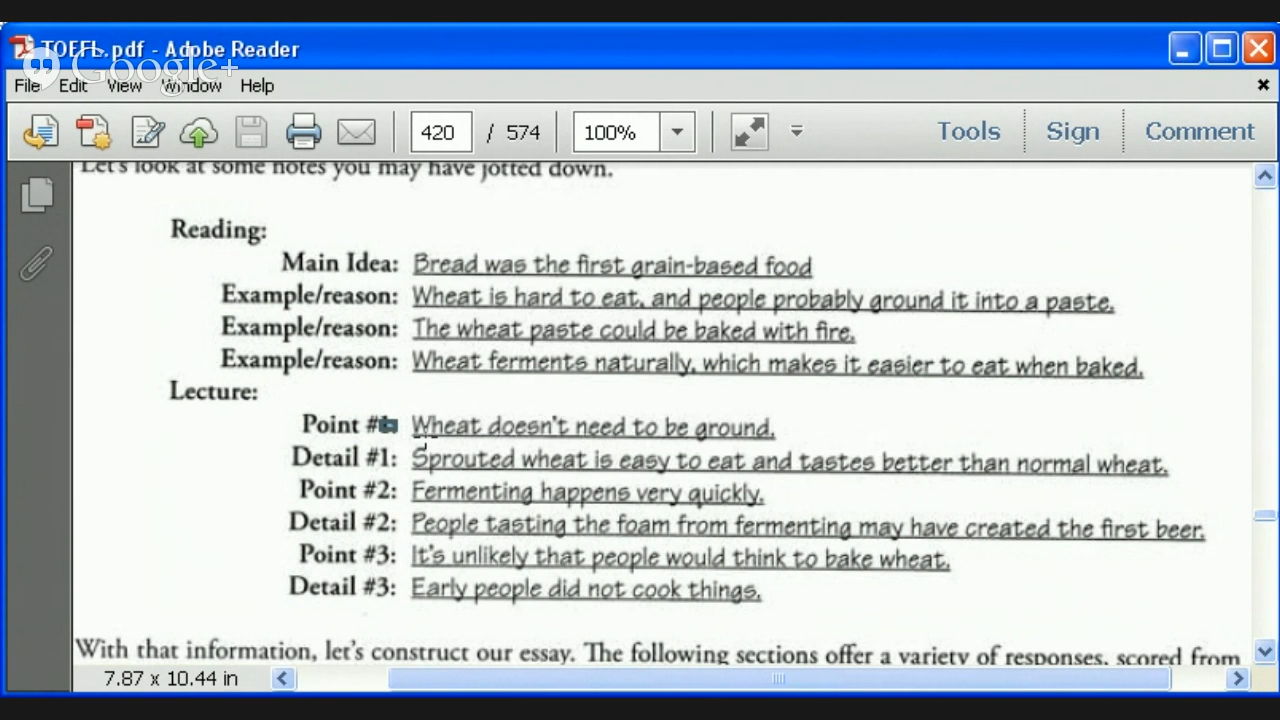 TOEFL.pdf - Adobe Reader
Google+
File Edit View Window Help
420 / 574 100% Tools Sign Comment
Let's look at some notes you may have jotted down.
Reading:
Main Idea: Bread was the first grain-based food
Example/reason: Wheat is hard to eat, and people probably ground it into a paste.
Example/reason: The wheat paste could be baked with fire.
Example/reason: Wheat ferments naturally, which makes it easier to eat when baked.
Lecture:
Point #1: Wheat doesn't need to be ground.
Detail #1: Sprouted wheat is easy to eat and tastes better than normal wheat.
Point #2: Fermenting happens very quickly.
Detail #2: People tasting the foam from fermenting may have created the first beer.
Point #3: It's unlikely that people would think to bake wheat.
Detail #3: Early people did not cook things.
With that information, let's construct our essay. The following sections offer a variety of responses, scored from
7.87 x 10.44 in